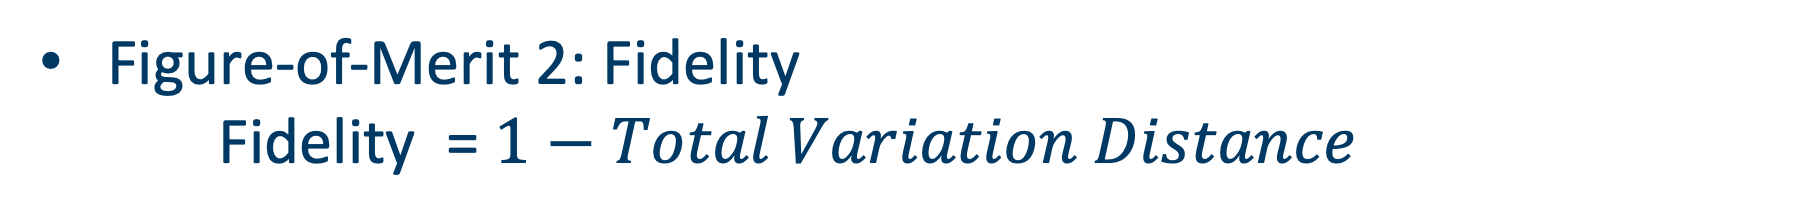 • Figure-of-Merit 2: Fidelity
Fidelity = 1 − Total Variation Distance